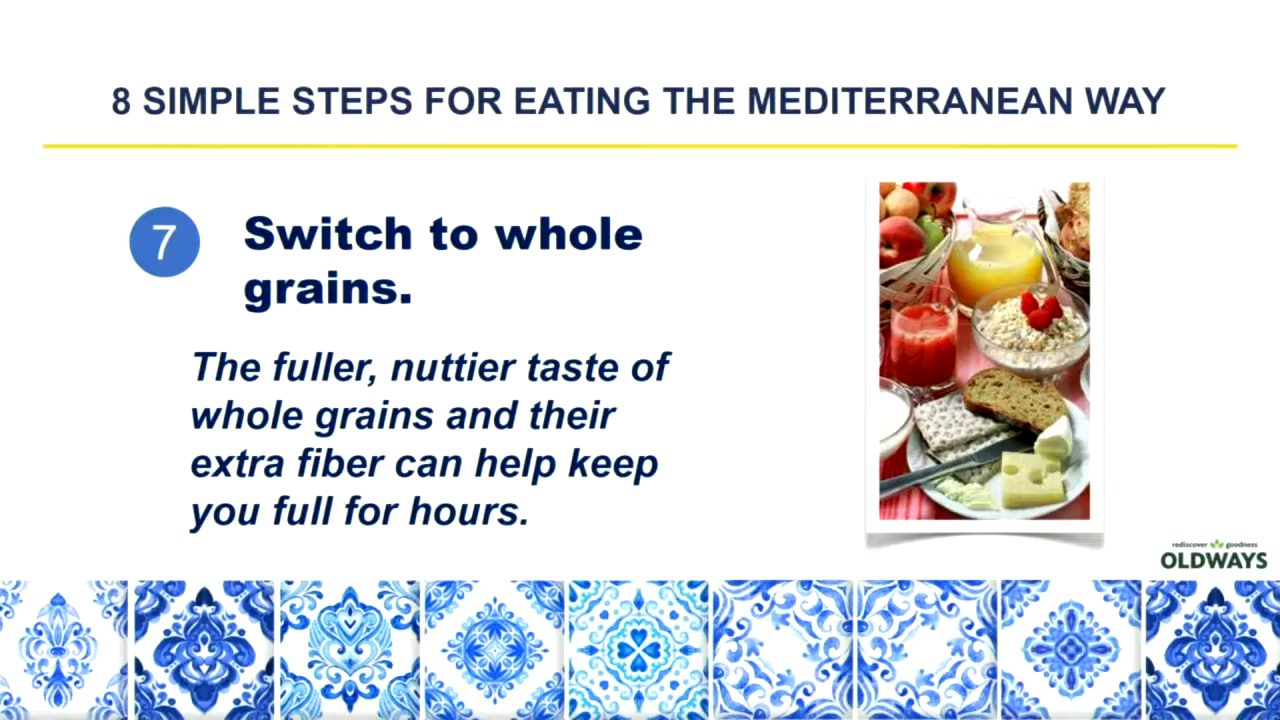 8 SIMPLE STEPS FOR EATING THE MEDITERRANEAN WAY
7
Switch to whole
grains.
The fuller, nuttier taste of
whole grains and their
extra fiber can help keep
you full for hours.
rediscover goodness
OLDWAYS